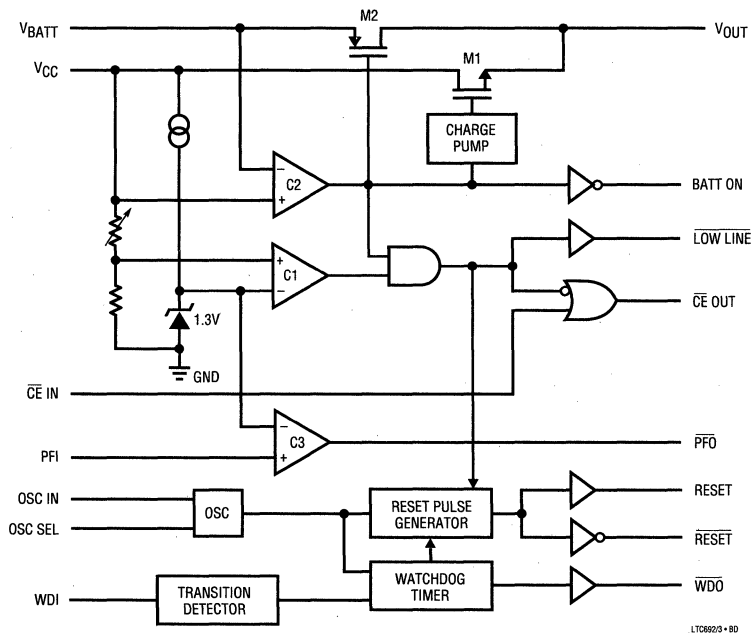 M2
VBATT
VOUT
M1
VCC
CHARGE
PUMP
−
C2
+
BATT ON
LOW LINE
+
C1
−
CE OUT
1.3V
GND
CE IN
−
C3
+
PFO
PFI
OSC IN
OSC
OSC SEL
RESET PULSE
GENERATOR
RESET
RESET
WDI
TRANSITION
DETECTOR
WATCHDOG
TIMER
WDO
LTC692/3 • BD